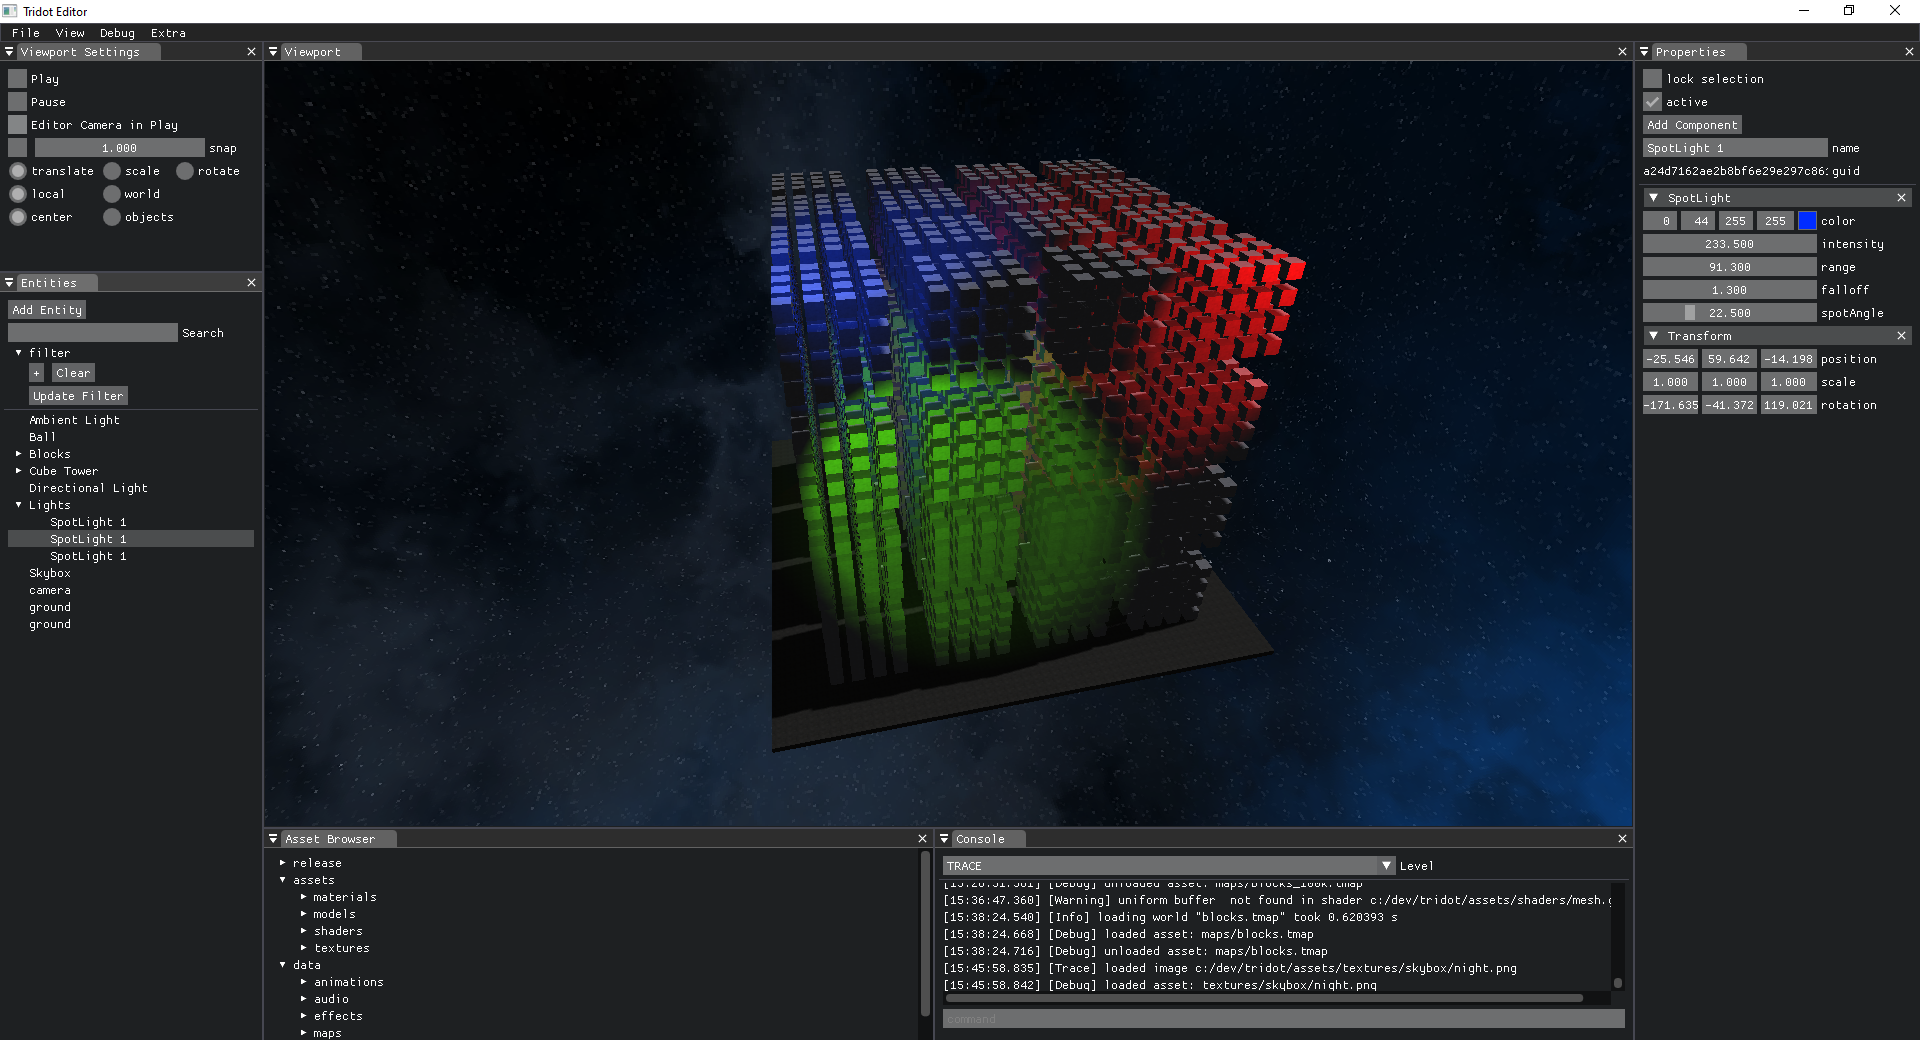 Tridot Editor
File View Debug Extra
Viewport Settings
Play
Pause
Editor Camera in Play
1.000 snap
translate scale rotate
local world
center objects
Entities
Add Entity
Search
filter
+ Clear
Update Filter
Ambient Light
Ball
Blocks
Cube Tower
Directional Light
Lights
SpotLight 1
SpotLight 1
SpotLight 1
Skybox
camera
ground
ground
Viewport
Asset Browser
release
assets
materials
models
shaders
textures
data
animations
audio
effects
maps
Console
TRACE Level
[Debug] unloaded asset: maps/blocks_100k.tmap
[15:36:47.360] [Warning] uniform buffer  not found in shader c:/dev/tridot/assets/shaders/mesh.g
[15:38:24.540] [Info] loading world "blocks.tmap" took 0.620393 s
[15:38:24.668] [Debug] loaded asset: maps/blocks.tmap
[15:38:24.716] [Debug] unloaded asset: maps/blocks.tmap
[15:45:58.835] [Trace] loaded image c:/dev/tridot/assets/textures/skybox/night.png
[15:45:58.842] [Debug] loaded asset: textures/skybox/night.png
command
Properties
lock selection
active
Add Component
SpotLight 1 name
guid
SpotLight
0 44 255 255 color
233.500 intensity
91.300 range
1.300 falloff
22.500 spotAngle
Transform
-25.546 59.642 -14.198 position
1.000 1.000 1.000 scale
-171.635 -41.372 119.021 rotation